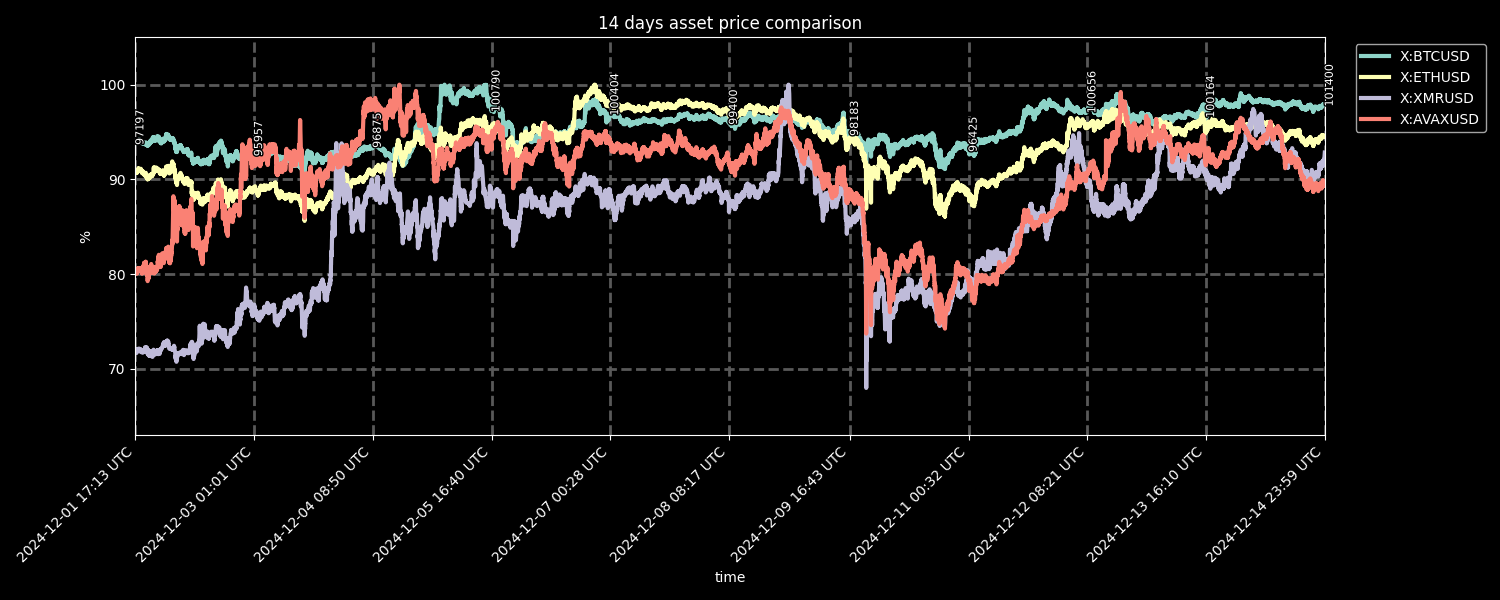 14 days asset price comparison
X:BTCUSD
X:ETHUSD
X:XMRUSD
X:AVAXUSD
100
90
80
70
%
97197
95957
96875
100790
100404
99400
98183
96425
100656
100164
101400
2024-12-01 17:13 UTC
2024-12-03 01:01 UTC
2024-12-04 08:50 UTC
2024-12-05 16:40 UTC
2024-12-07 00:28 UTC
2024-12-08 08:17 UTC
2024-12-09 16:43 UTC
2024-12-11 00:32 UTC
2024-12-12 08:21 UTC
2024-12-13 16:10 UTC
2024-12-14 23:59 UTC
time